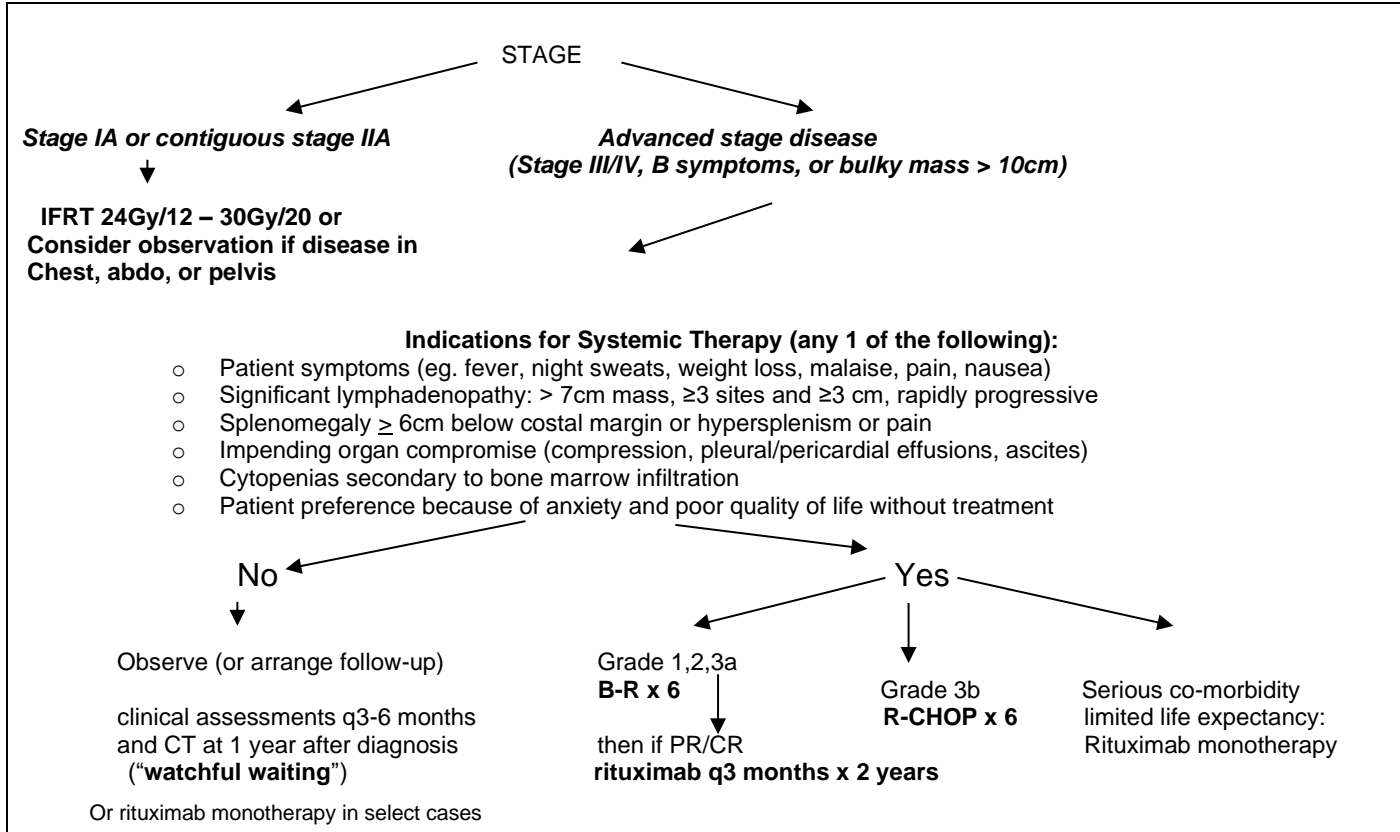 STAGE
Stage IA or contiguous stage IIA
Advanced stage disease
(Stage III/IV, B symptoms, or bulky mass > 10cm)
IFRT 24Gy/12 – 30Gy/20 or
Consider observation if disease in
Chest, abdo, or pelvis
Indications for Systemic Therapy (any 1 of the following):
o Patient symptoms (eg. fever, night sweats, weight loss, malaise, pain, nausea)
o Significant lymphadenopathy: > 7cm mass, ≥3 sites and ≥3 cm, rapidly progressive
o Splenomegaly > 6cm below costal margin or hypersplenism or pain
o Impending organ compromise (compression, pleural/pericardial effusions, ascites)
o Cytopenias secondary to bone marrow infiltration
o Patient preference because of anxiety and poor quality of life without treatment
No
Yes
Observe (or arrange follow-up)
clinical assessments q3-6 months
and CT at 1 year after diagnosis
(“watchful waiting”)
Or rituximab monotherapy in select cases
Grade 1,2,3a
B-R x 6
then if PR/CR
rituximab q3 months x 2 years
Grade 3b
R-CHOP x 6
Serious co-morbidity
limited life expectancy:
Rituximab monotherapy